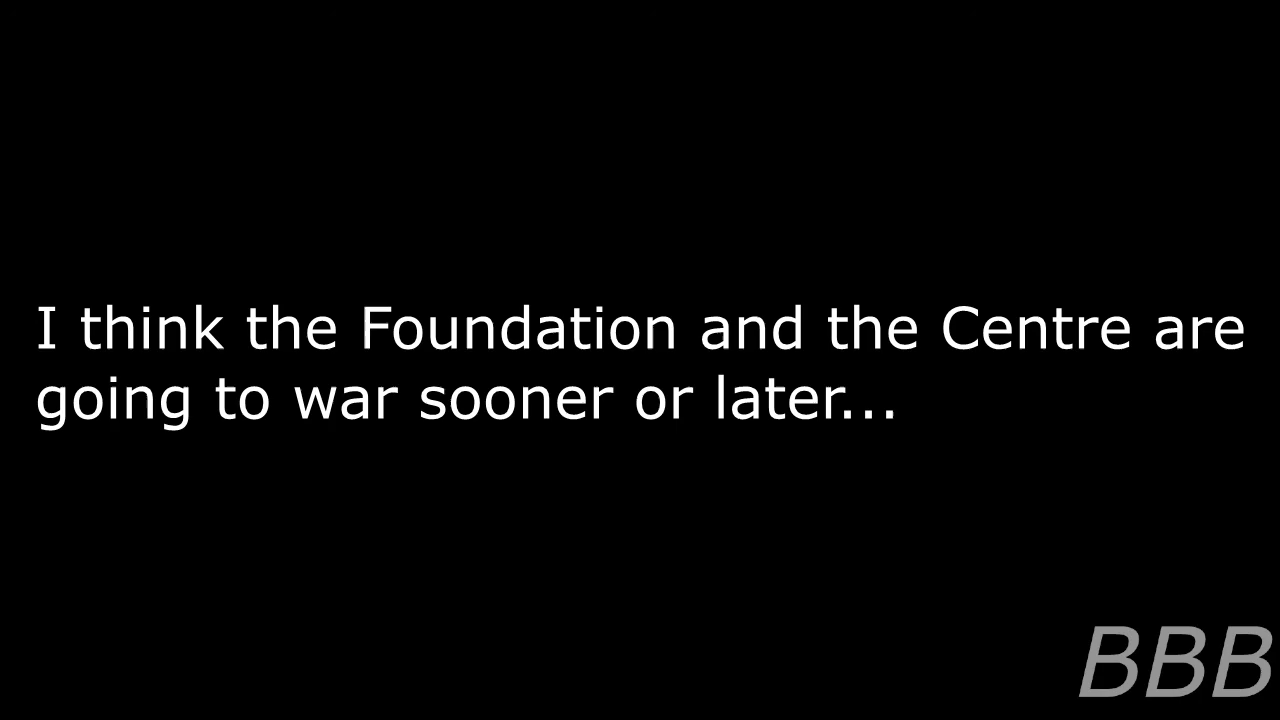 I think the Foundation and the Centre are
going to war sooner or later...
BBB